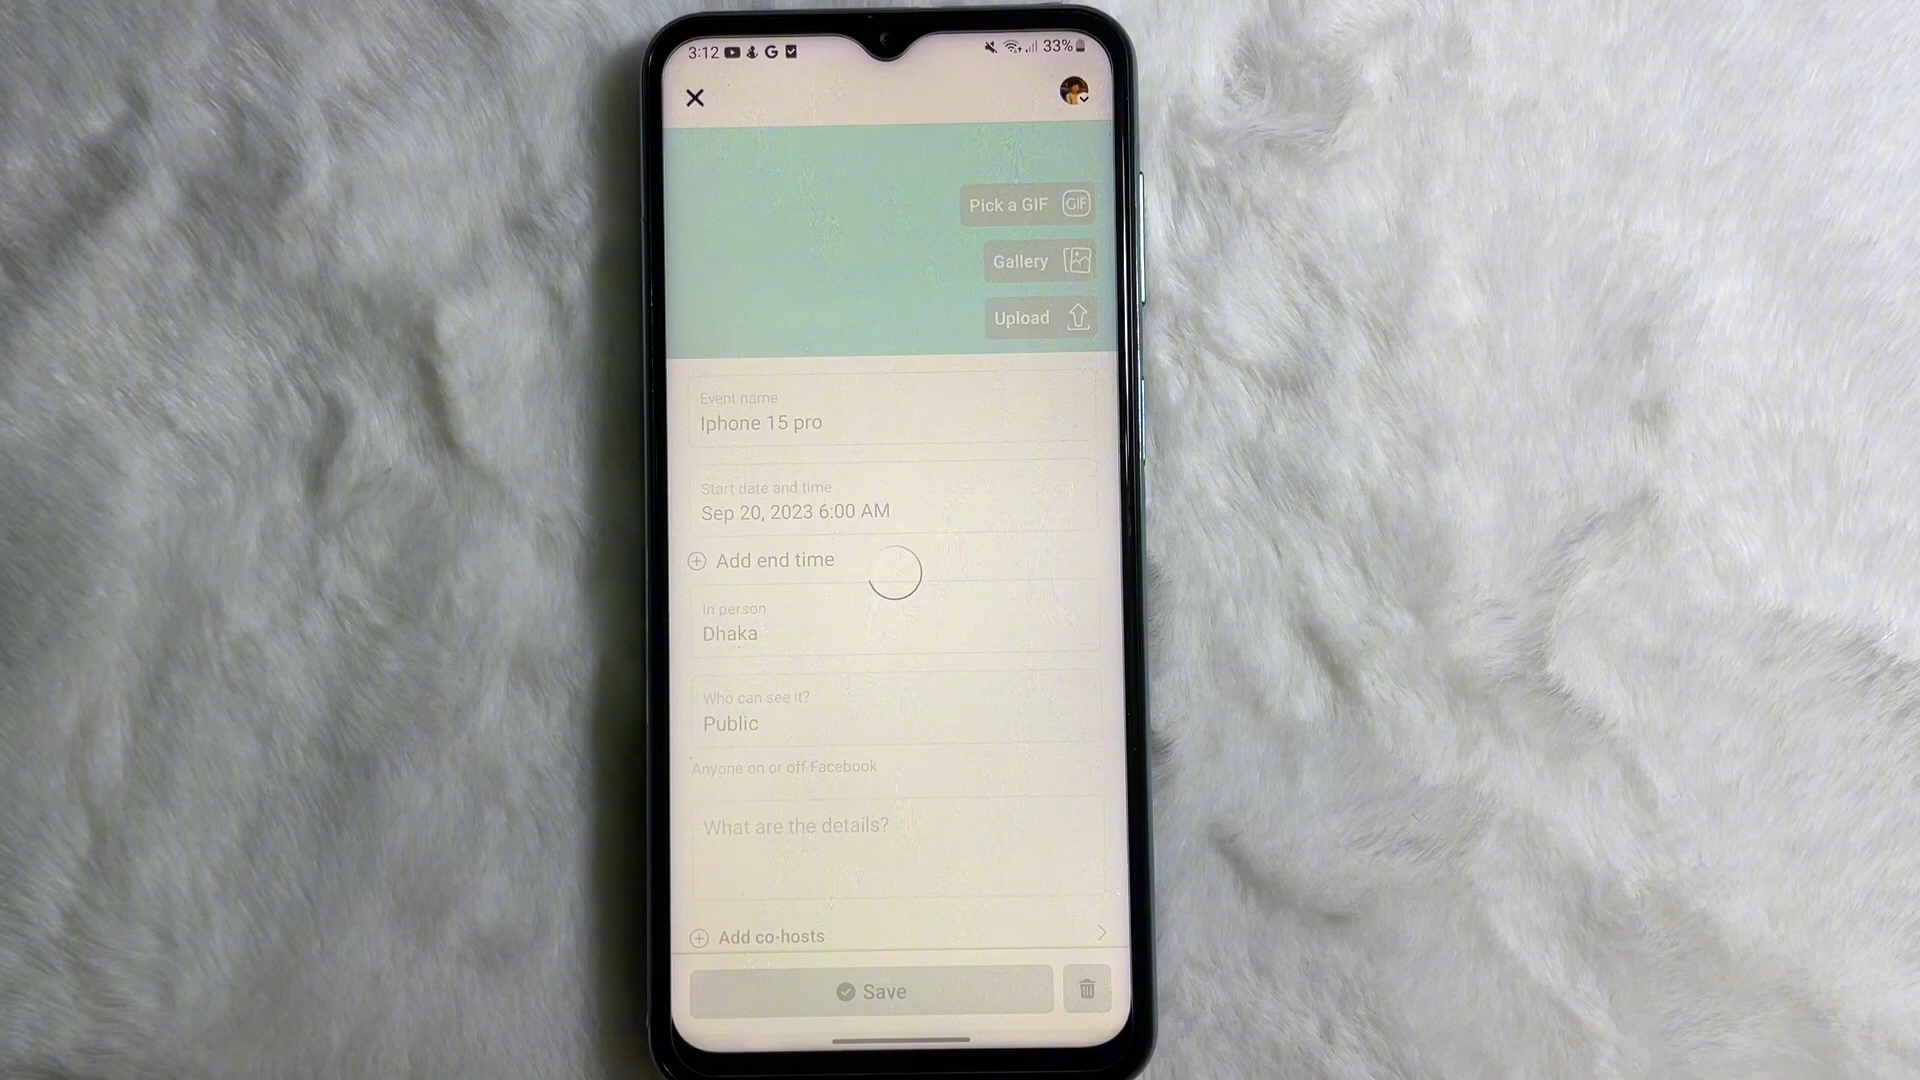 3:12 G 33%
Pick a GIF GIF
Gallery
Upload
Event name
Iphone 15 pro
Start date and time
Sep 20, 2023 6:00 AM
Add end time
In person
Dhaka
Who can see it?
Public
Anyone on or off Facebook
What are the details?
Add co-hosts
Save